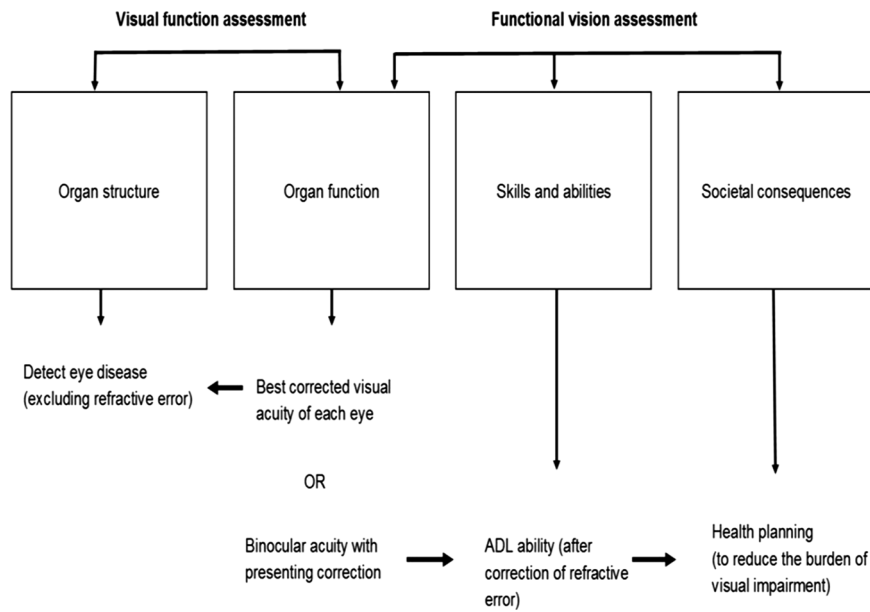 Visual function assessment
Functional vision assessment
Organ structure
Organ function
Skills and abilities
Societal consequences
Detect eye disease
(excluding refractive error)
Best corrected visual
acuity of each eye
OR
Binocular acuity with
presenting correction
ADL ability (after
correction of refractive
error)
Health planning
(to reduce the burden of
visual impairment)